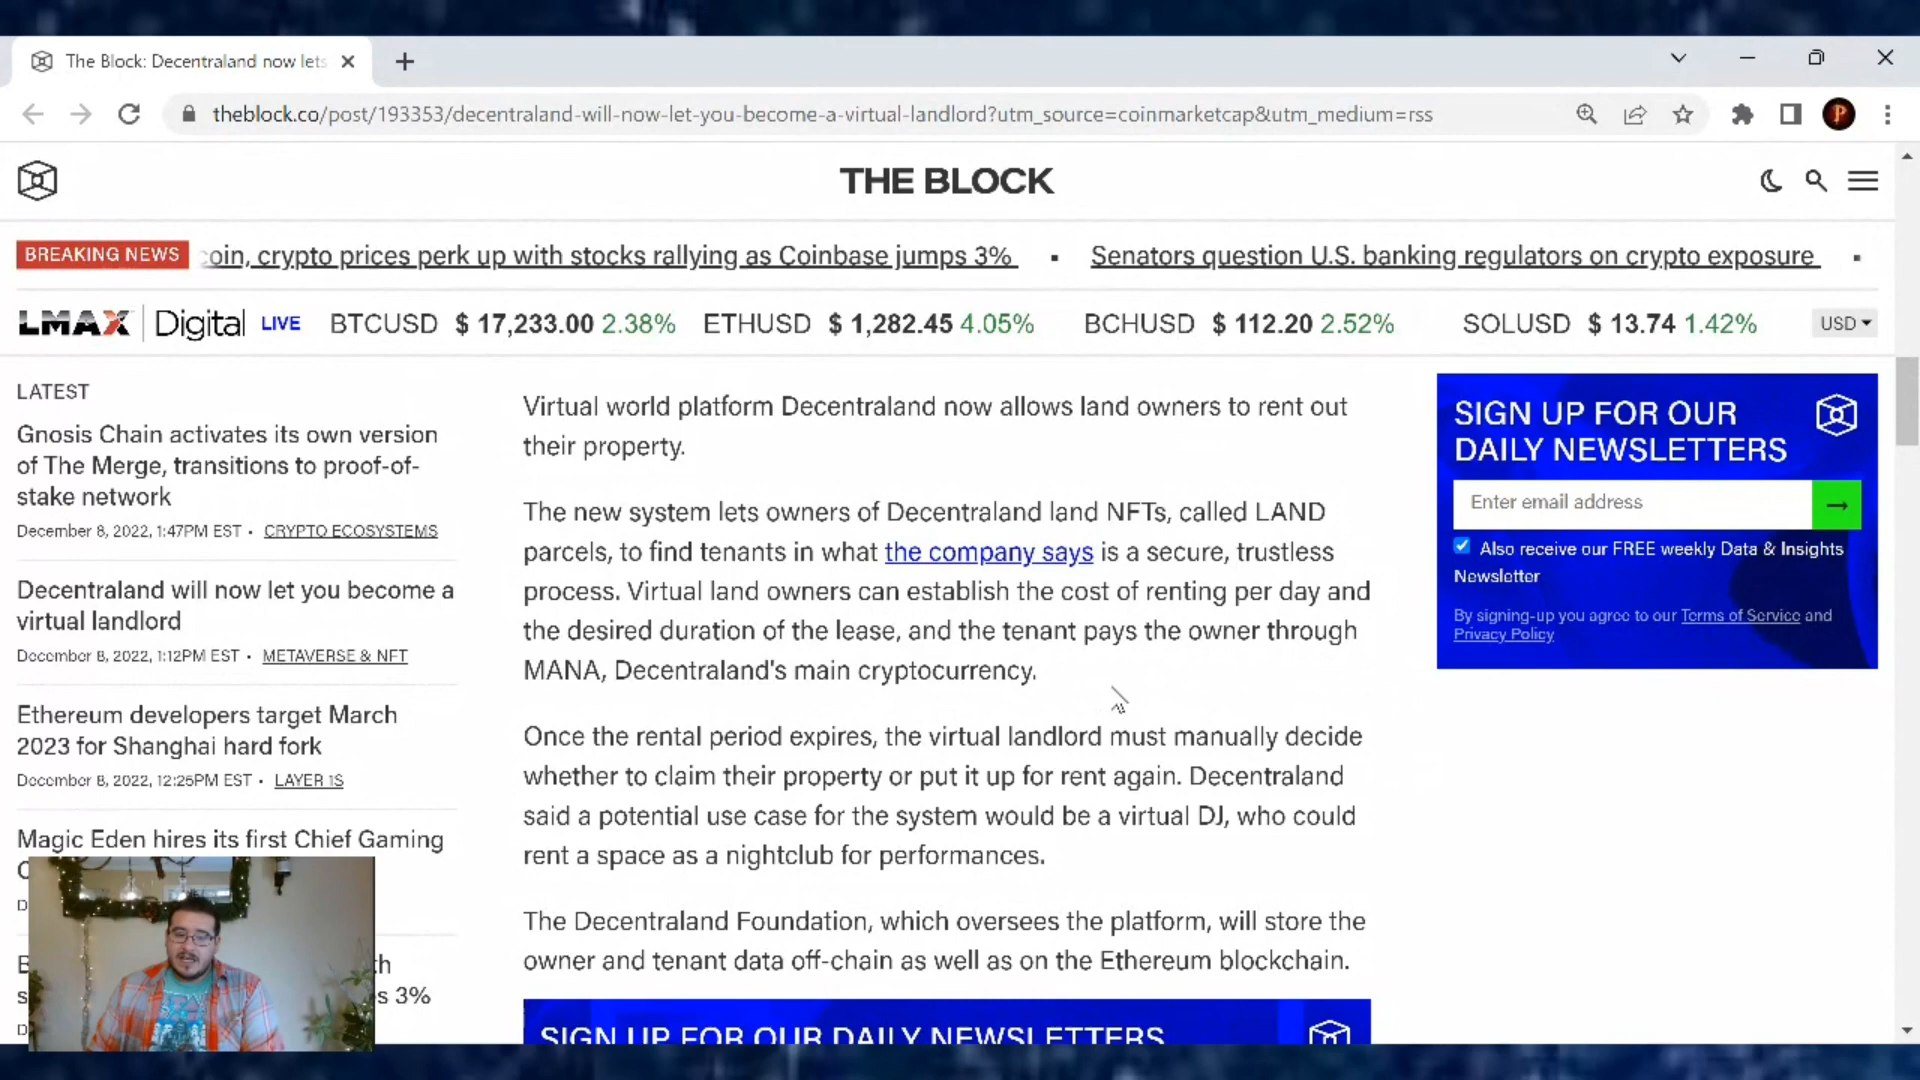 The Block: Decentraland now lets
theblock.co/post/193353/decentraland-will-now-let-you-become-a-virtual-landlord?utm_source=coinmarketcap&utm_medium=rss
P
THE BLOCK
BREAKING NEWS coin, crypto prices perk up with stocks rallying as Coinbase jumps 3% ▪ Senators question U.S. banking regulators on crypto exposure ▪
LMAX Digital LIVE BTCUSD $ 17,233.00 2.38% ETHUSD $ 1,282.45 4.05% BCHUSD $ 112.20 2.52% SOLUSD $ 13.74 1.42% USD
LATEST
Gnosis Chain activates its own version
of The Merge, transitions to proof-of-
stake network
December 8, 2022, 1:47PM EST • CRYPTO ECOSYSTEMS
Decentraland will now let you become a
virtual landlord
December 8, 2022, 1:12PM EST • METAVERSE & NFT
Ethereum developers target March
2023 for Shanghai hard fork
December 8, 2022, 12:25PM EST • LAYER 1S
Magic Eden hires its first Chief Gaming
s 3%
Virtual world platform Decentraland now allows land owners to rent out
their property.
The new system lets owners of Decentraland land NFTs, called LAND
parcels, to find tenants in what the company says is a secure, trustless
process. Virtual land owners can establish the cost of renting per day and
the desired duration of the lease, and the tenant pays the owner through
MANA, Decentraland's main cryptocurrency.
Once the rental period expires, the virtual landlord must manually decide
whether to claim their property or put it up for rent again. Decentraland
said a potential use case for the system would be a virtual DJ, who could
rent a space as a nightclub for performances.
The Decentraland Foundation, which oversees the platform, will store the
owner and tenant data off-chain as well as on the Ethereum blockchain.
SIGN UP FOR OUR DAILY NEWSLETTERS
SIGN UP FOR OUR
DAILY NEWSLETTERS
Enter email address
Also receive our FREE weekly Data & Insights
Newsletter
By signing-up you agree to our Terms of Service and
Privacy Policy